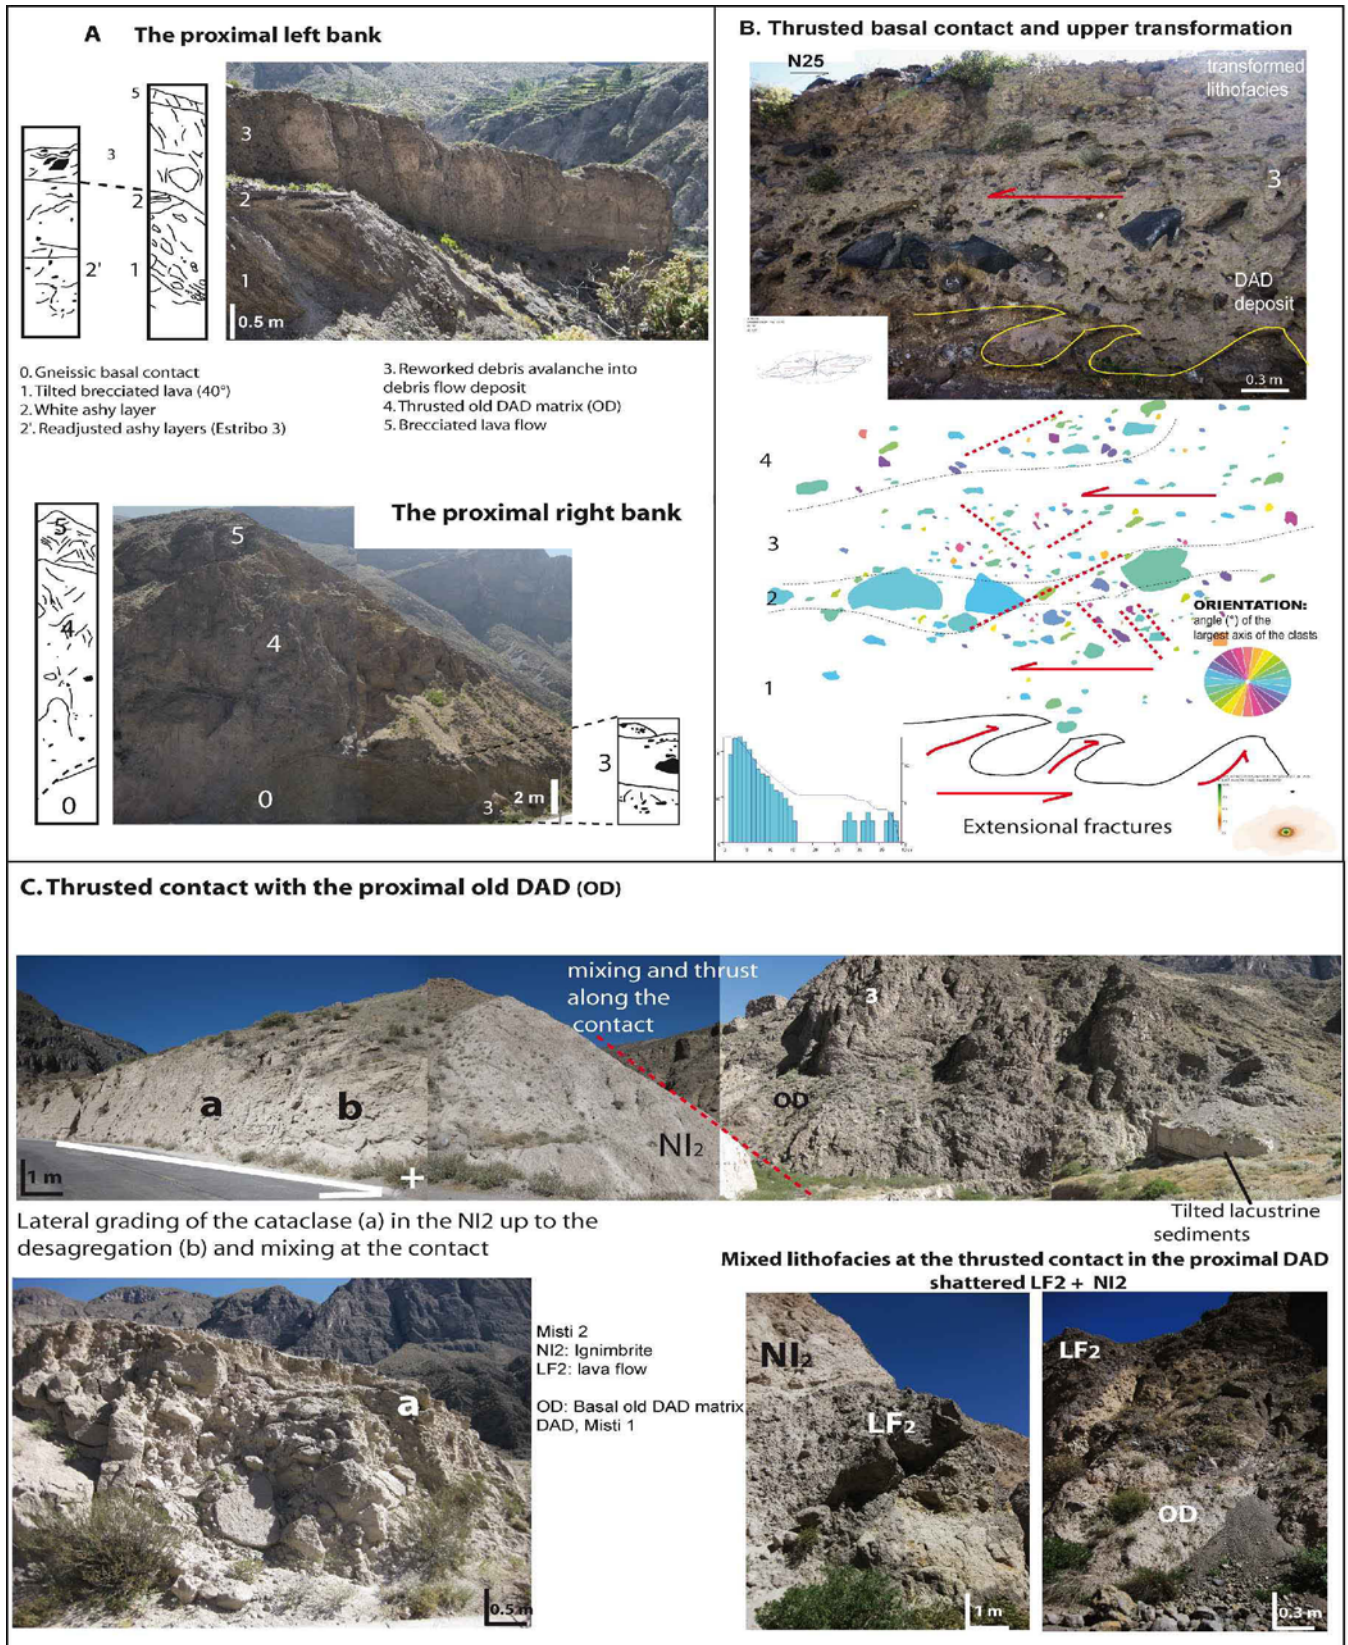 A The proximal left bank
5
3
3
2
2
2'
1
1
0.5 m
0. Gneissic basal contact
1. Tilted brecciated lava (40°)
2. White ashy layer
2'. Readjusted ashy layers (Estribo 3)
3. Reworked debris avalanche into
debris flow deposit
4. Thrusted old DAD matrix (OD)
5. Brecciated lava flow
The proximal right bank
5
5
4
4
3
0
0
3
2 m
B. Thrusted basal contact and upper transformation
N25
transformed
lithofacies
3
DAD
deposit
0.3 m
4
3
2
1
ORIENTATION:
angle (°) of the
largest axis of the clasts
Extensional fractures
C. Thrusted contact with the proximal old DAD (OD)
mixing and thrust
along the
contact
3
a
b
OD
NI2
+
1 m
Tilted lacustrine
sediments
Lateral grading of the cataclase (a) in the NI2 up to the
desagregation (b) and mixing at the contact
Mixed lithofacies at the thrusted contact in the proximal DAD
shattered LF2 + NI2
a
0.5 m
Misti 2
NI2: Ignimbrite
LF2: lava flow
OD: Basal old DAD matrix,
DAD, Misti 1
NI2
LF2
1 m
LF2
OD
0.3 m